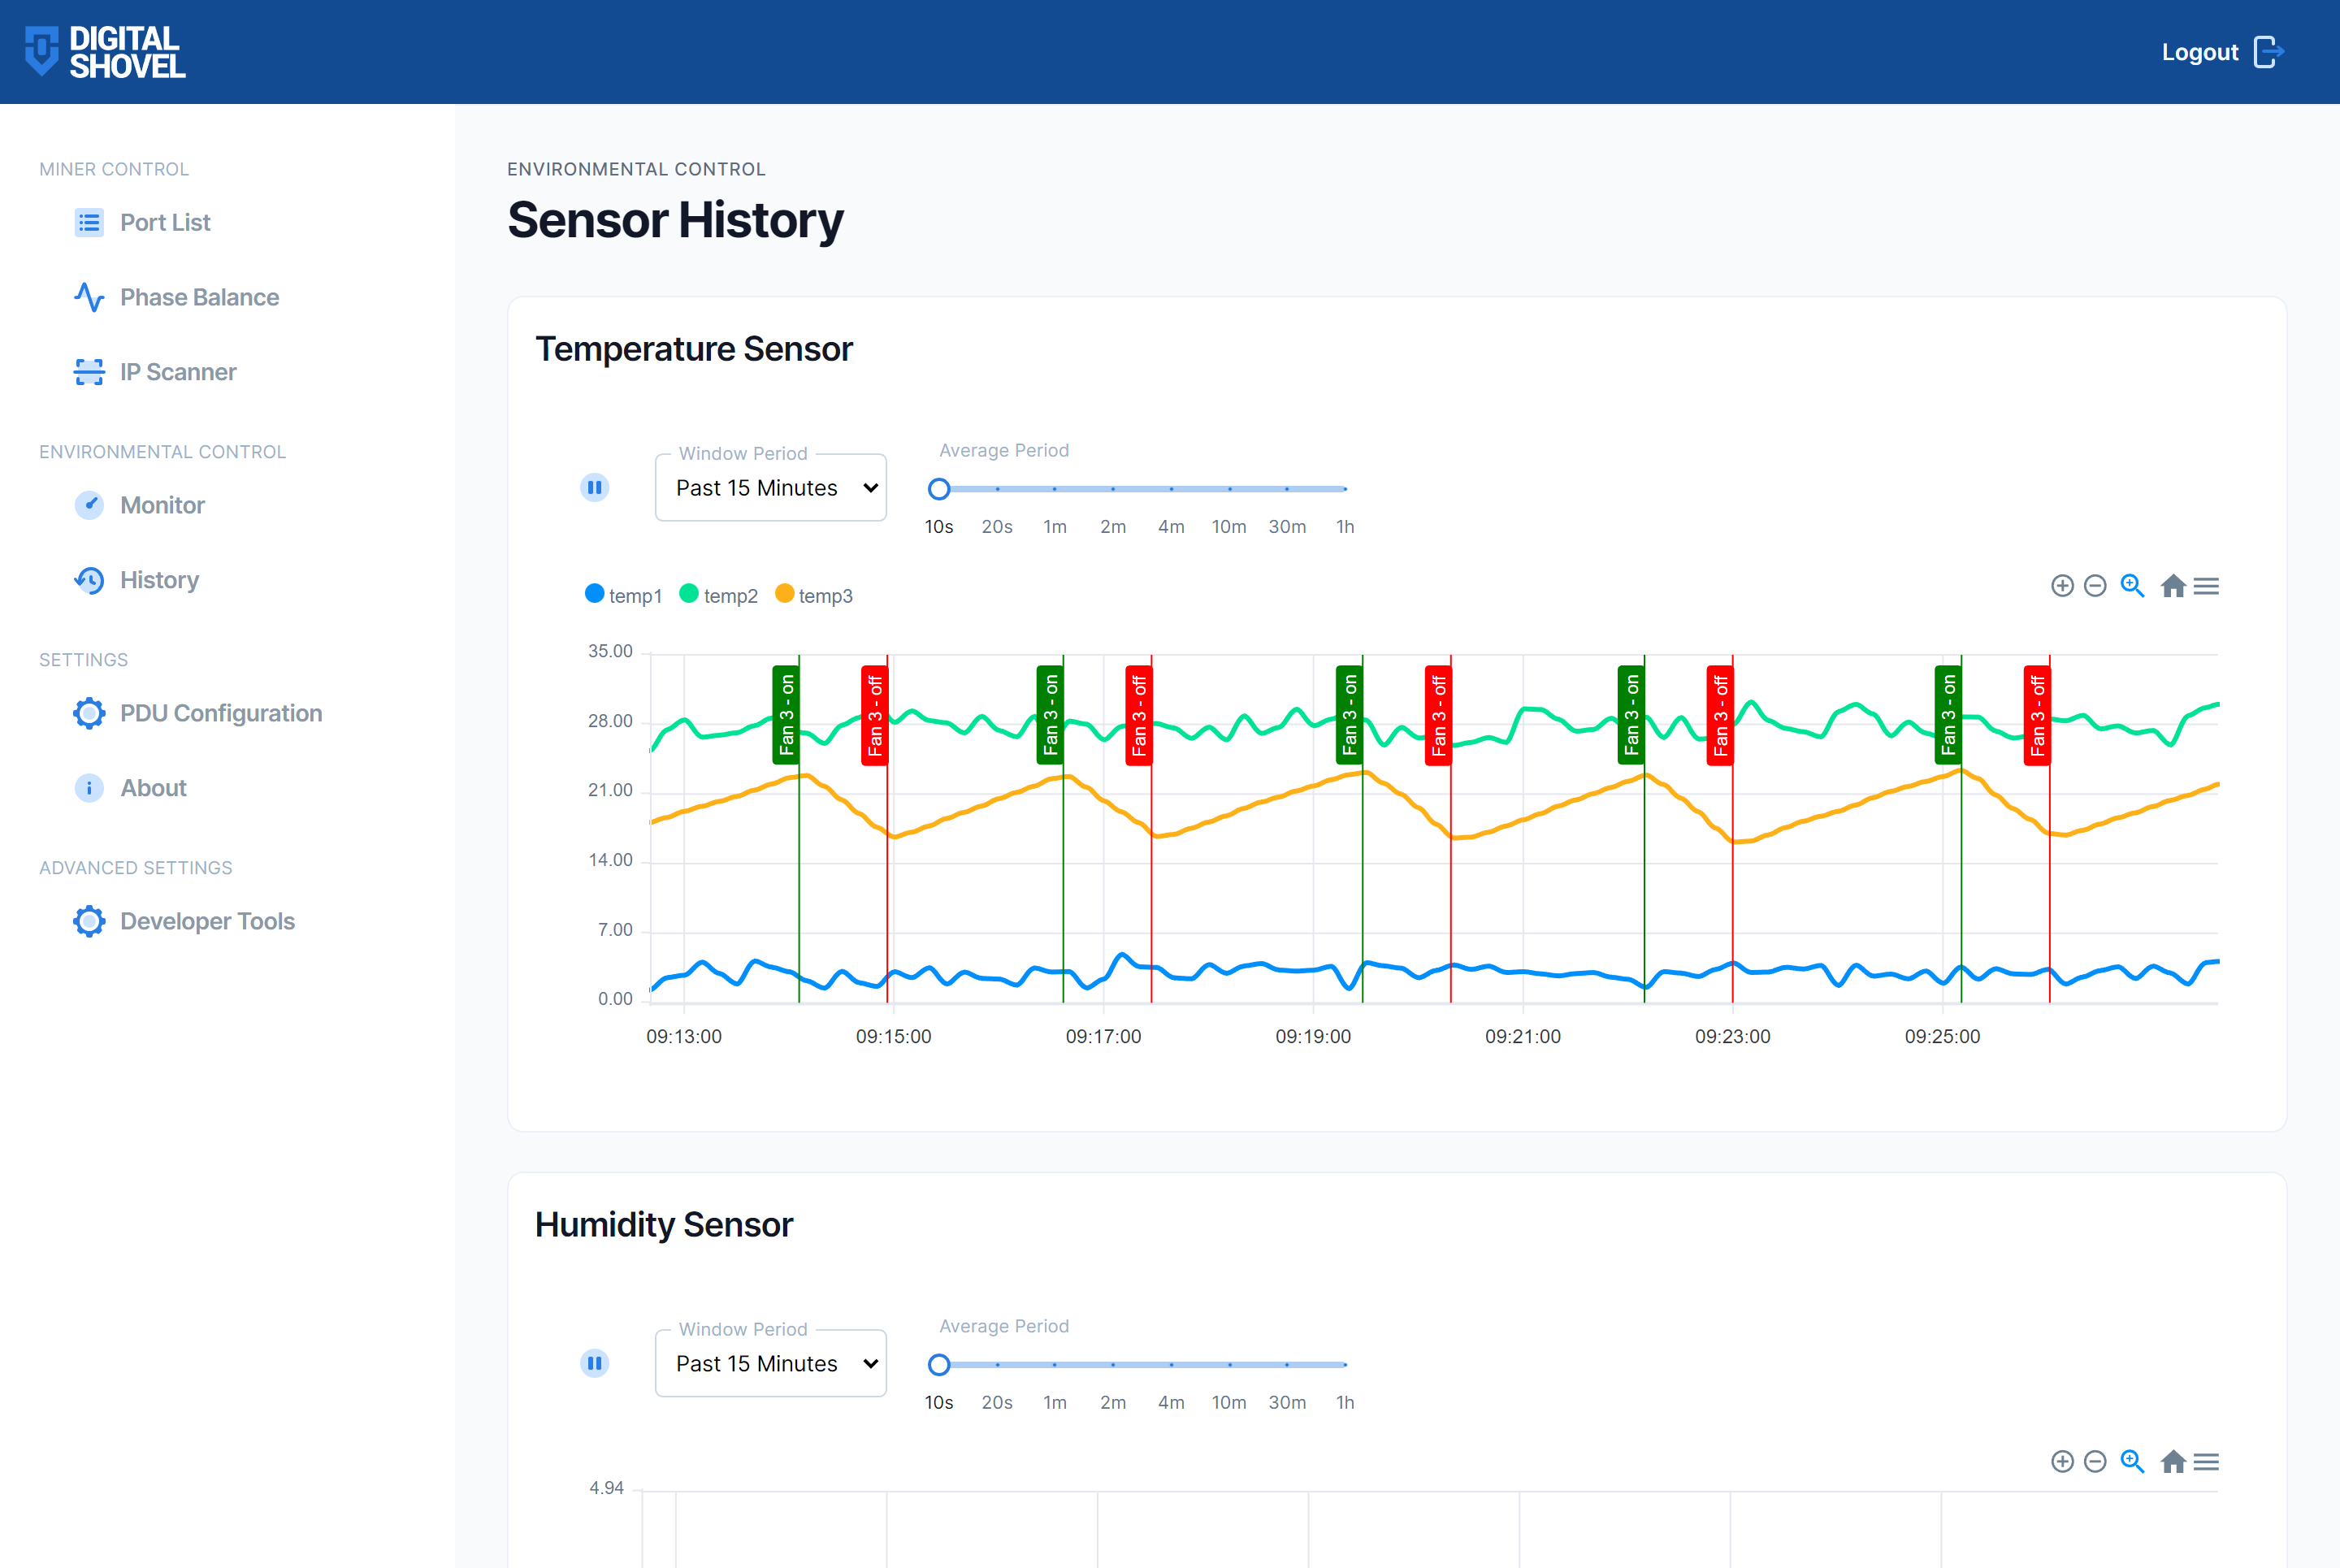 DIGITAL
SHOVEL
Logout
MINER CONTROL
Port List
Phase Balance
IP Scanner
ENVIRONMENTAL CONTROL
Monitor
History
SETTINGS
PDU Configuration
About
ADVANCED SETTINGS
Developer Tools
ENVIRONMENTAL CONTROL
Sensor History
Temperature Sensor
Window Period
Past 15 Minutes
Average Period
10s 20s 1m 2m 4m 10m 30m 1h
temp1 temp2 temp3
35.00
28.00
21.00
14.00
7.00
0.00
Fan 3 - on
Fan 3 - off
Fan 3 - on
Fan 3 - off
Fan 3 - on
Fan 3 - off
Fan 3 - on
Fan 3 - off
Fan 3 - on
Fan 3 - off
09:13:00 09:15:00 09:17:00 09:19:00 09:21:00 09:23:00 09:25:00
Humidity Sensor
Window Period
Past 15 Minutes
Average Period
10s 20s 1m 2m 4m 10m 30m 1h
4.94